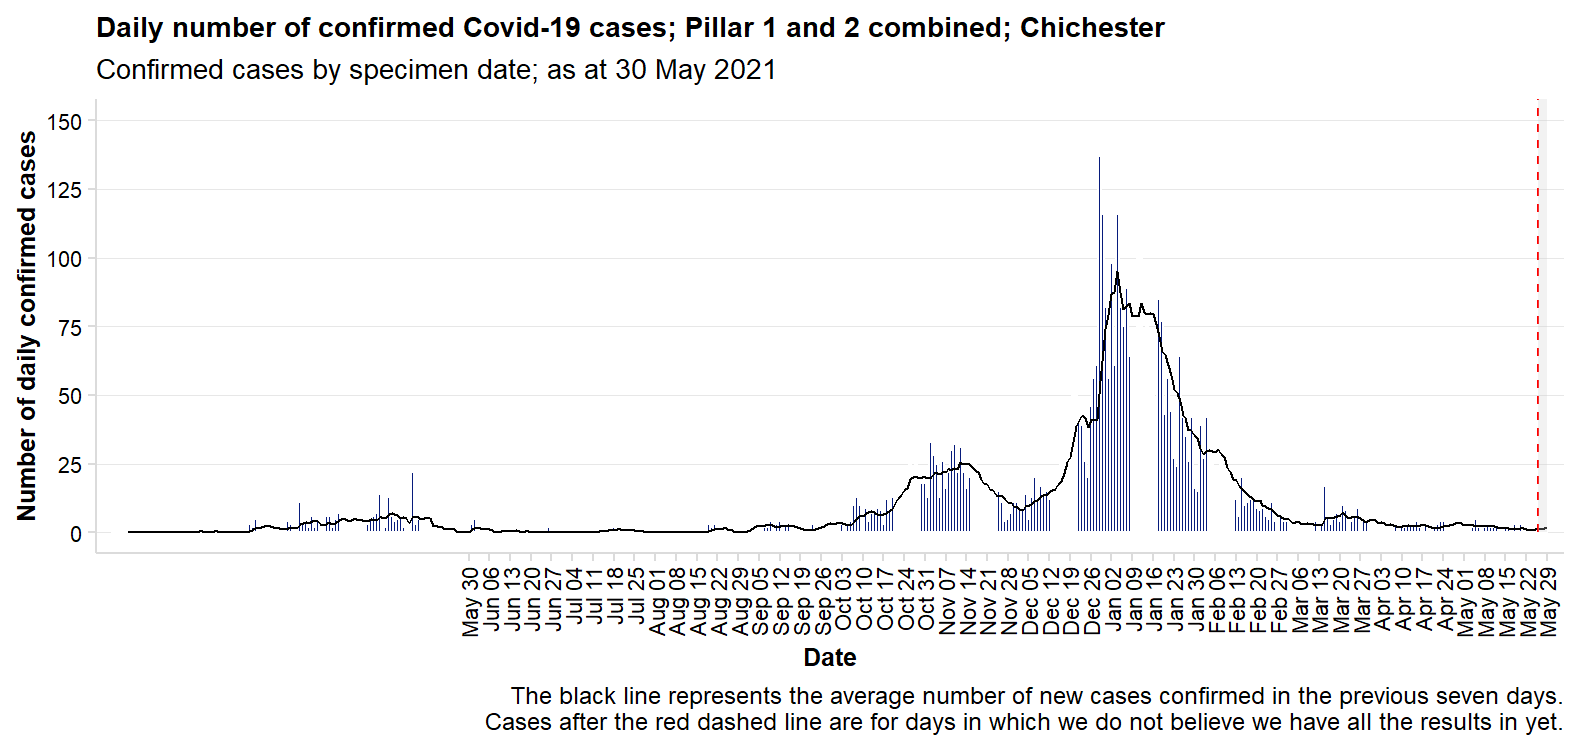 Daily number of confirmed Covid-19 cases; Pillar 1 and 2 combined; Chichester
Confirmed cases by specimen date; as at 30 May 2021
Number of daily confirmed cases
150
125
100
75
50
25
0
May 30
Jun 06
Jun 13
Jun 20
Jun 27
Jul 04
Jul 11
Jul 18
Jul 25
Aug 01
Aug 08
Aug 15
Aug 22
Aug 29
Sep 05
Sep 12
Sep 19
Sep 26
Oct 03
Oct 10
Oct 17
Oct 24
Oct 31
Nov 07
Nov 14
Nov 21
Nov 28
Dec 05
Dec 12
Dec 19
Dec 26
Jan 02
Jan 09
Jan 16
Jan 23
Jan 30
Feb 06
Feb 13
Feb 20
Feb 27
Mar 06
Mar 13
Mar 20
Mar 27
Apr 03
Apr 10
Apr 17
Apr 24
May 01
May 08
May 15
May 22
May 29
Date
The black line represents the average number of new cases confirmed in the previous seven days.
Cases after the red dashed line are for days in which we do not believe we have all the results in yet.